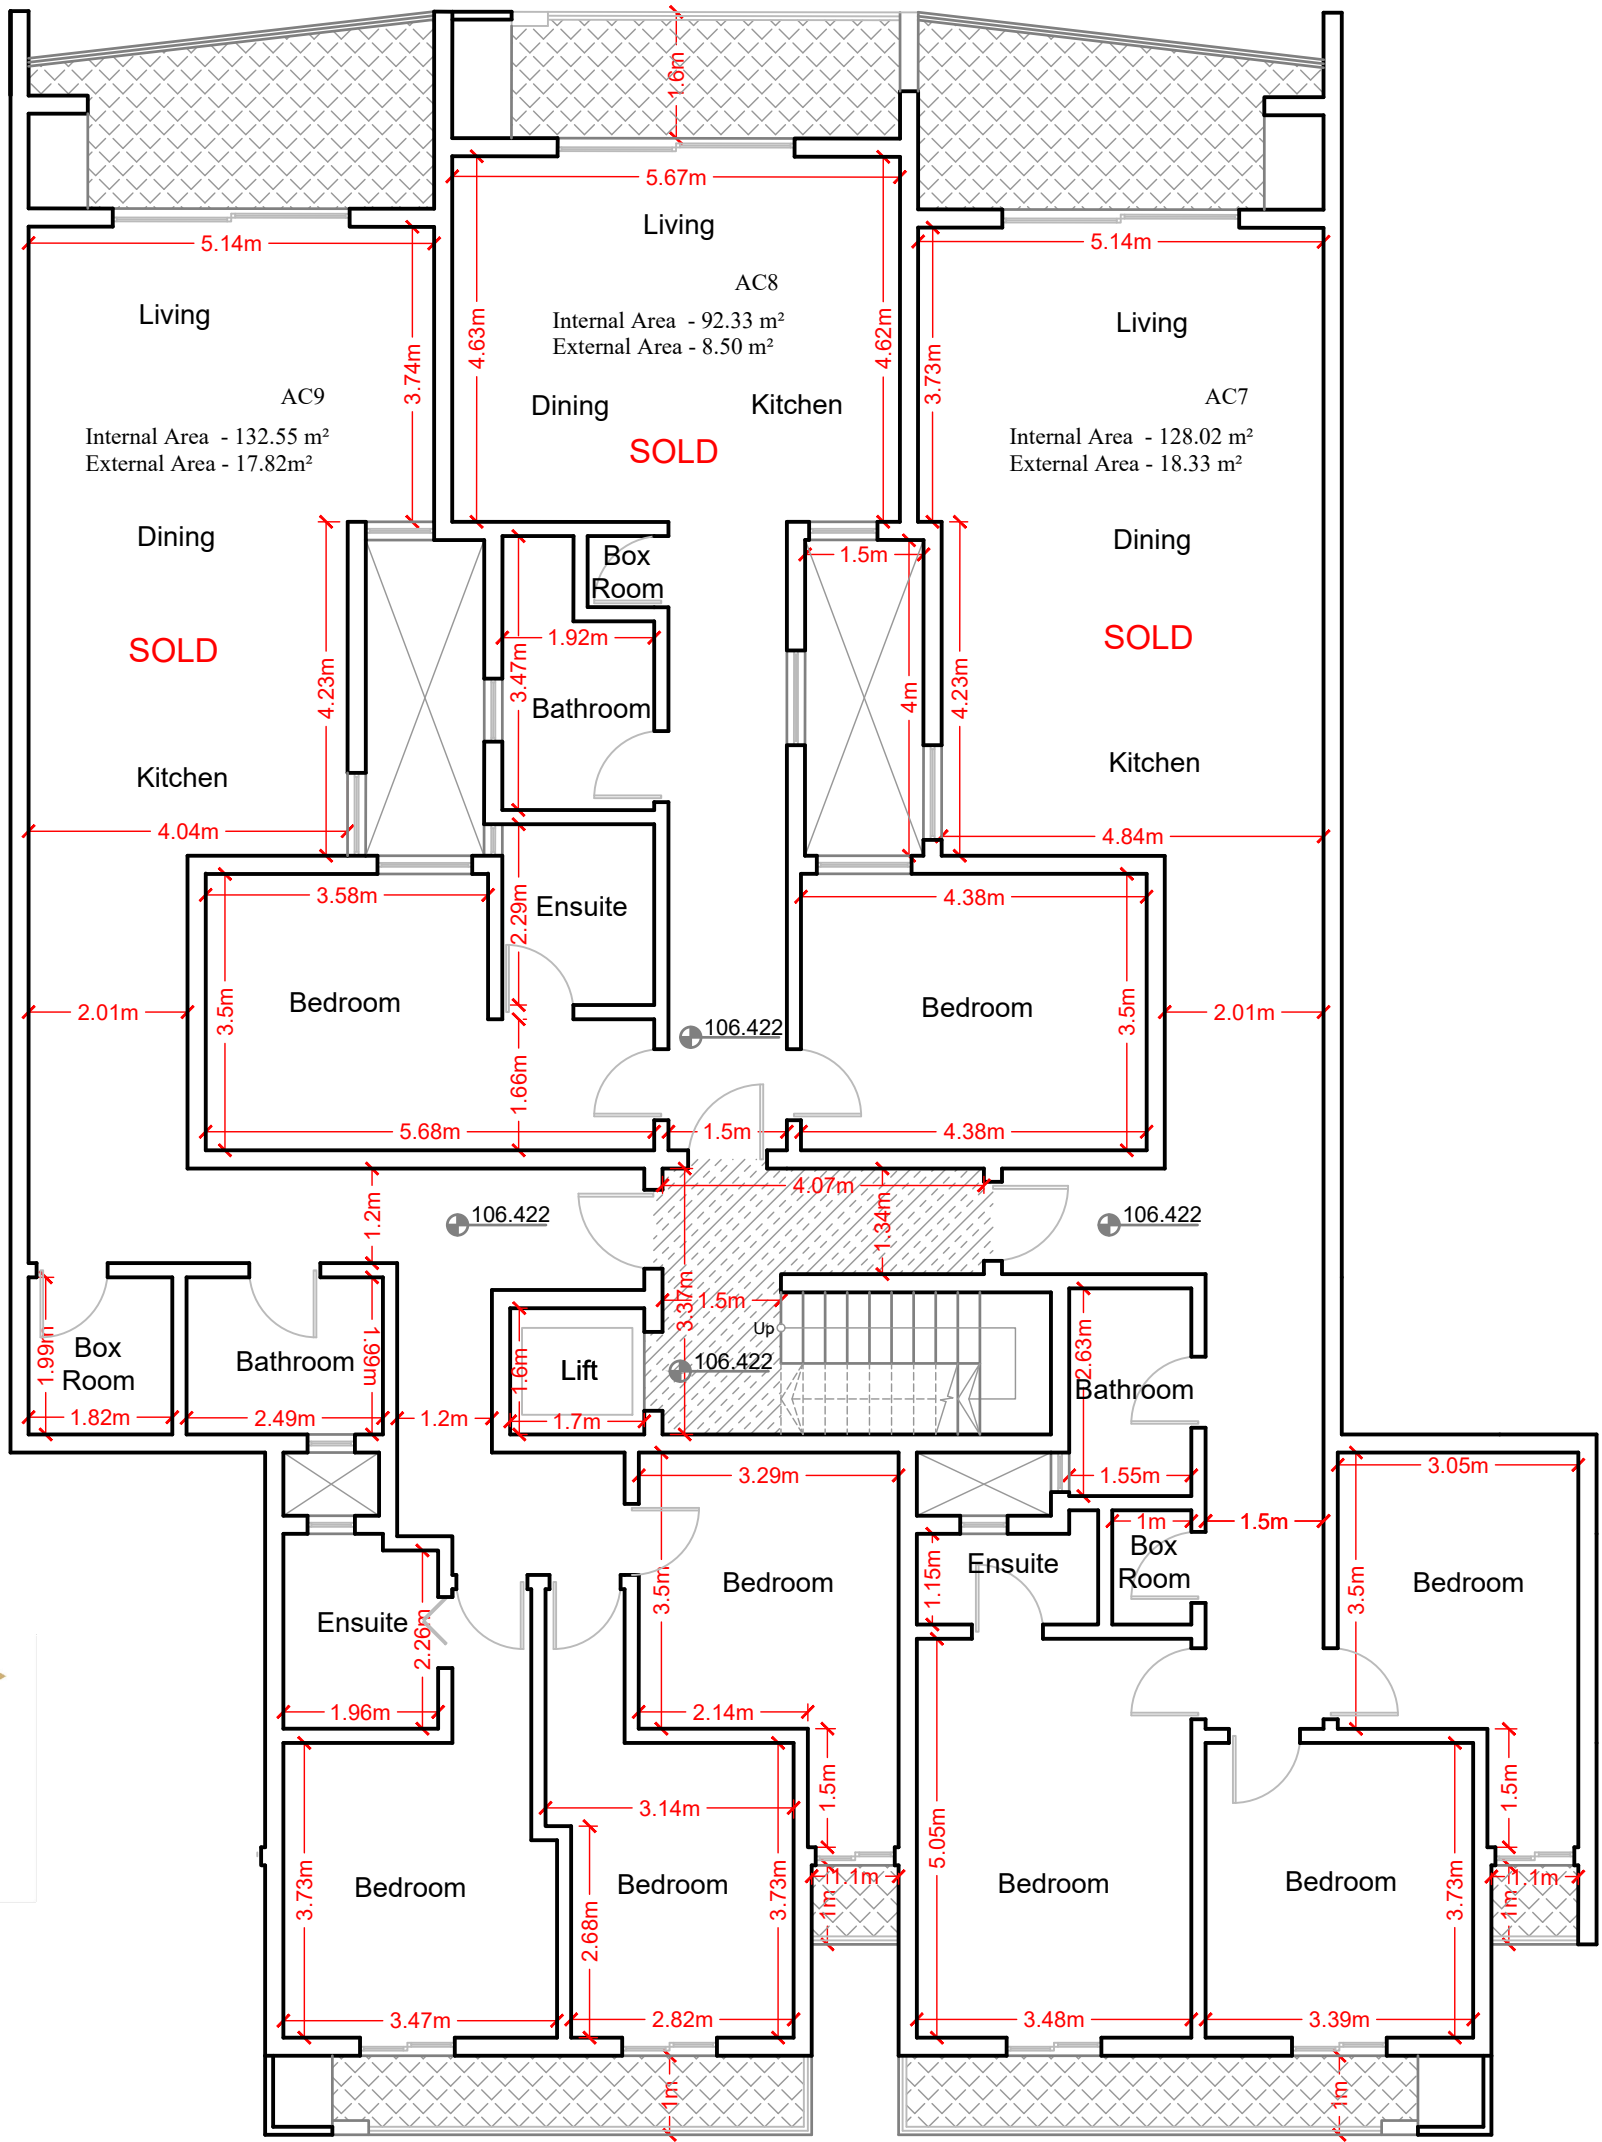 1.6m
5.67m
5.14m
5.14m
Living
AC8
Internal Area - 92.33 m²
External Area - 8.50 m²
4.63m
4.62m
Dining
Kitchen
SOLD
Living
3.74m
AC9
Internal Area - 132.55 m²
External Area - 17.82m²
Dining
SOLD
4.23m
Kitchen
4.04m
Living
3.73m
AC7
Internal Area - 128.02 m²
External Area - 18.33 m²
Dining
SOLD
4.23m
Kitchen
4.84m
Box
Room
1.5m
1.92m
3.47m
Bathroom
4m
3.58m
2.29m
Ensuite
4.38m
Bedroom
3.5m
2.01m
Bedroom
3.5m
2.01m
106.422
1.66m
5.68m
1.5m
4.38m
4.07m
1.2m
106.422
1.34m
106.422
3.37m
1.5m
Up
106.422
1.99m
Box
Room
1.82m
Bathroom
1.99m
2.49m
1.2m
1.6m
Lift
1.7m
2.63m
Bathroom
1.55m
3.29m
3.05m
1m
1.5m
Box
Room
1.15m
Ensuite
3.5m
Bedroom
3.5m
Bedroom
Ensuite
2.26m
1.96m
2.14m
1.5m
1.5m
3.14m
5.05m
3.73m
Bedroom
2.68m
Bedroom
3.73m
1.1m
1m
Bedroom
Bedroom
3.73m
1.1m
1m
3.47m
2.82m
3.48m
3.39m
1m
1m